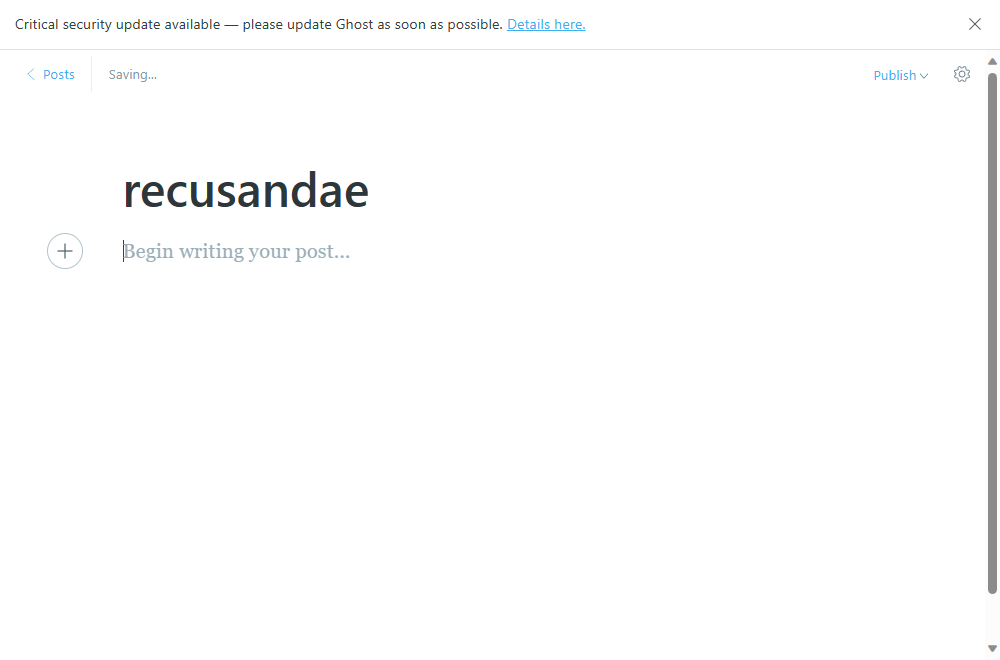 Critical security update available — please update Ghost as soon as possible. Details here.
Posts
Saving...
Publish
recusandae
Begin writing your post...